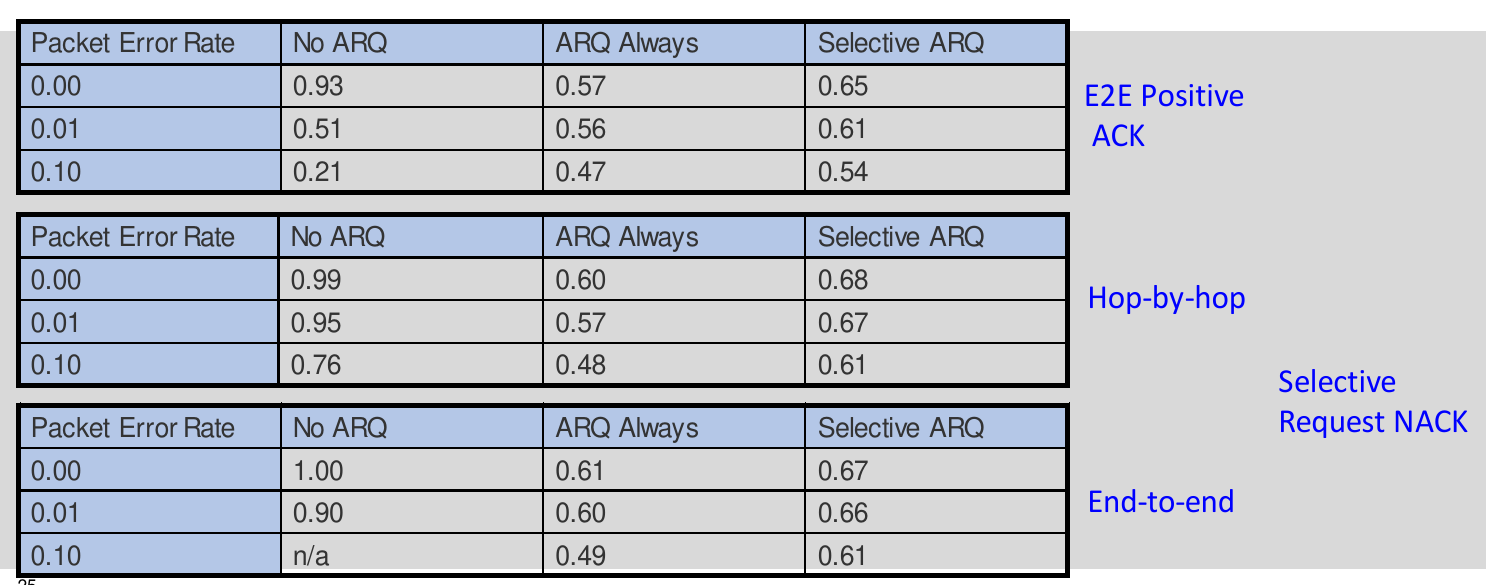 Packet Error Rate No ARQ ARQ Always Selective ARQ
0.00 0.93 0.57 0.65
0.01 0.51 0.56 0.61
0.10 0.21 0.47 0.54
E2E Positive
ACK
Packet Error Rate No ARQ ARQ Always Selective ARQ
0.00 0.99 0.60 0.68
0.01 0.95 0.57 0.67
0.10 0.76 0.48 0.61
Hop-by-hop
Selective
Request NACK
Packet Error Rate No ARQ ARQ Always Selective ARQ
0.00 1.00 0.61 0.67
0.01 0.90 0.60 0.66
0.10 n/a 0.49 0.61
End-to-end